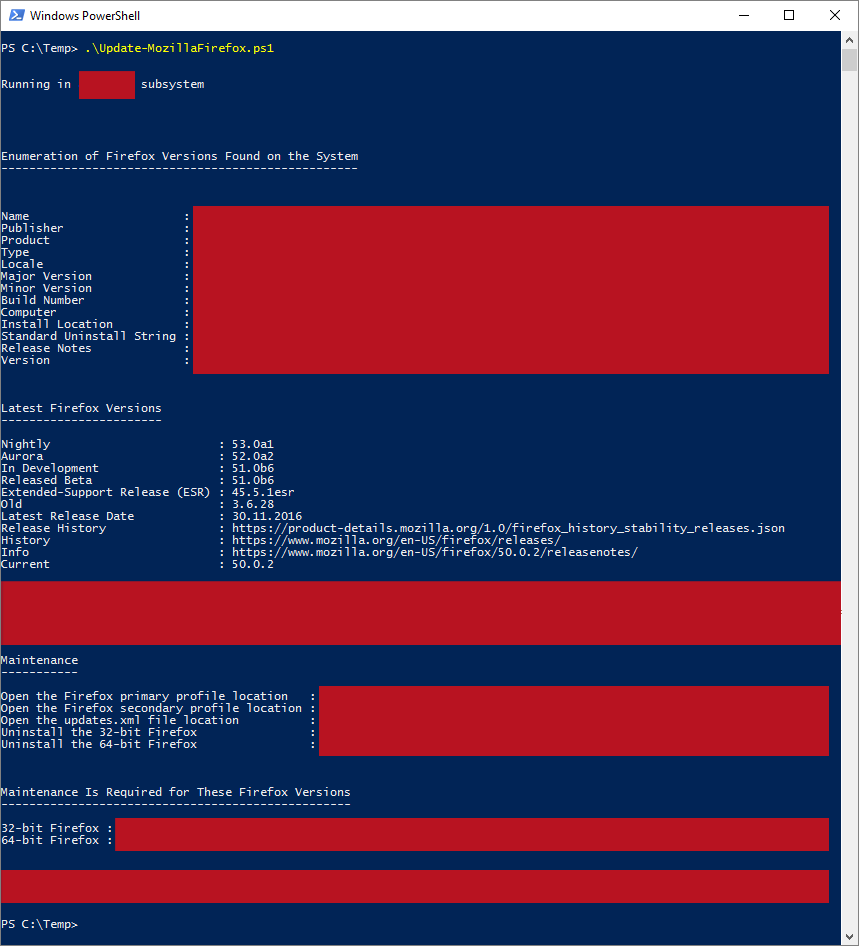 Windows PowerShell
PS C:\Temp> .\Update-MozillaFirefox.ps1
Running in subsystem
Enumeration of Firefox Versions Found on the System
---------------------------------------------------
Name :
Publisher :
Product :
Type :
Locale :
Major Version :
Minor Version :
Build Number :
Computer :
Install Location :
Standard Uninstall String :
Release Notes :
Version :
Latest Firefox Versions
-----------------------
Nightly : 53.0a1
Aurora : 52.0a2
In Development : 51.0b6
Released Beta : 51.0b6
Extended-Support Release (ESR) : 45.5.1esr
Old : 3.6.28
Latest Release Date : 30.11.2016
Release History : https://product-details.mozilla.org/1.0/firefox_history_stability_releases.json
History : https://www.mozilla.org/en-US/firefox/releases/
Info : https://www.mozilla.org/en-US/firefox/50.0.2/releasenotes/
Current : 50.0.2
Maintenance
-----------
Open the Firefox primary profile location :
Open the Firefox secondary profile location :
Open the updates.xml file location :
Uninstall the 32-bit Firefox :
Uninstall the 64-bit Firefox :
Maintenance Is Required for These Firefox Versions
--------------------------------------------------
32-bit Firefox :
64-bit Firefox :
PS C:\Temp>